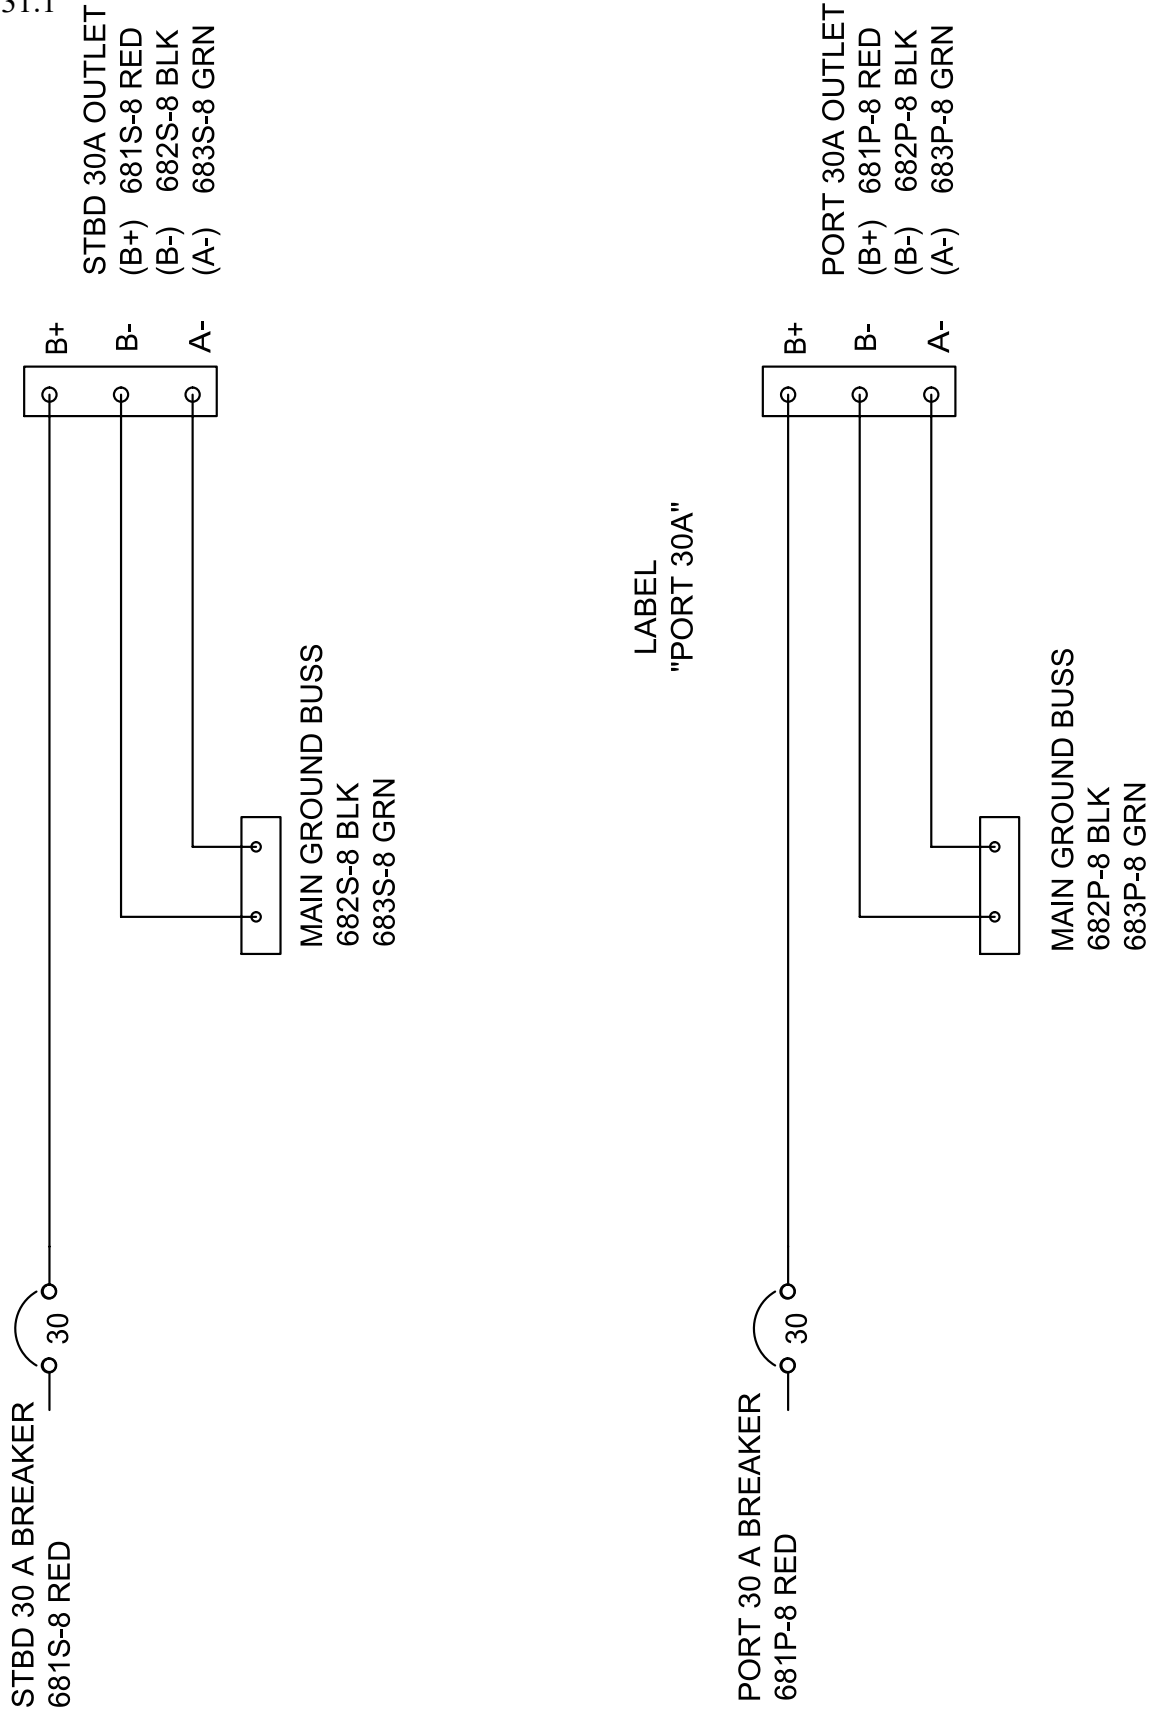 31.1
STBD 30 A BREAKER
681S-8 RED
30
MAIN GROUND BUSS
682S-8 BLK
683S-8 GRN
B+
B-
A-
STBD 30A OUTLET
(B+) 681S-8 RED
(B-) 682S-8 BLK
(A-) 683S-8 GRN
LABEL
"PORT 30A"
PORT 30 A BREAKER
681P-8 RED
30
MAIN GROUND BUSS
682P-8 BLK
683P-8 GRN
B+
B-
A-
PORT 30A OUTLET
(B+) 681P-8 RED
(B-) 682P-8 BLK
(A-) 683P-8 GRN